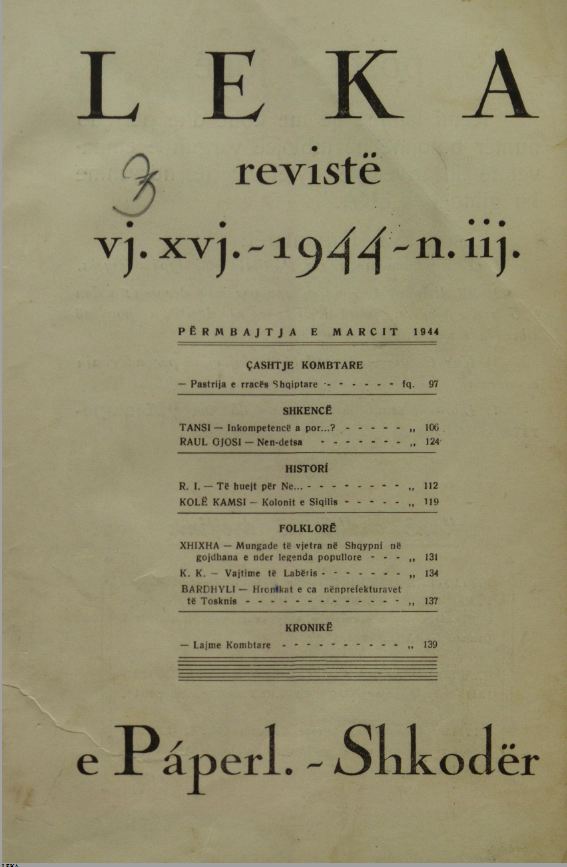 LEKA
revistë
vj. xvj. - 1944 - n. iij.
PËRMBAJTJA E MARCIT 1944
ÇASHTJE KOMBTARE
— Pastrija e rracës Shqiptare - - - - - - fq. 97
SHKENCË
TANSI — Inkompetencë a por...? - - - - - „ 106
RAUL GJOSI — Nen-detsa - - - - - - „ 124
HISTORÍ
R. I. — Të huejt për Ne... - - - - - - - - „ 112
KOLË KAMSI — Kolonit e Siqilis - - - - - „ 119
FOLKLORË
XHIXHA — Mungade të vjetra në Shqypni në
gojdhana e nder legenda popullore - - - „ 131
K. K. — Vajtime të Labëris - - - - - - - „ 134
BARDHYLI — Hronikat e ca nënprefekturavet
të Tosknis - - - - - - - - - - - - „ 137
KRONIKË
— Lajme Kombtare - - - - - - - - - - „ 139
e Páperl. - Shkodër
LEKA